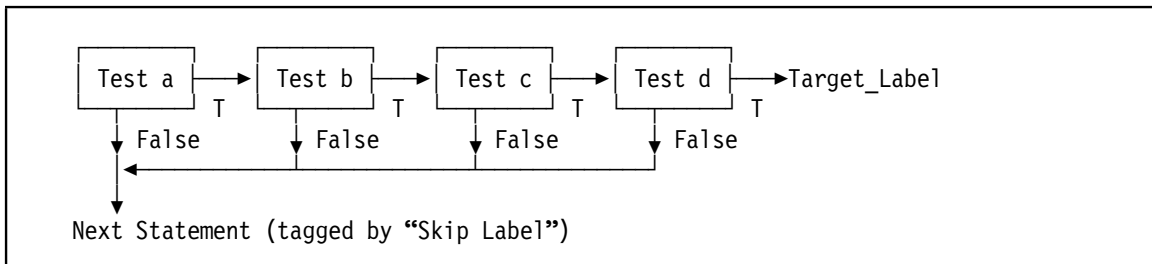 Test a Test b Test c Test d Target_Label
T T T T
False False False False
Next Statement (tagged by “Skip Label”)